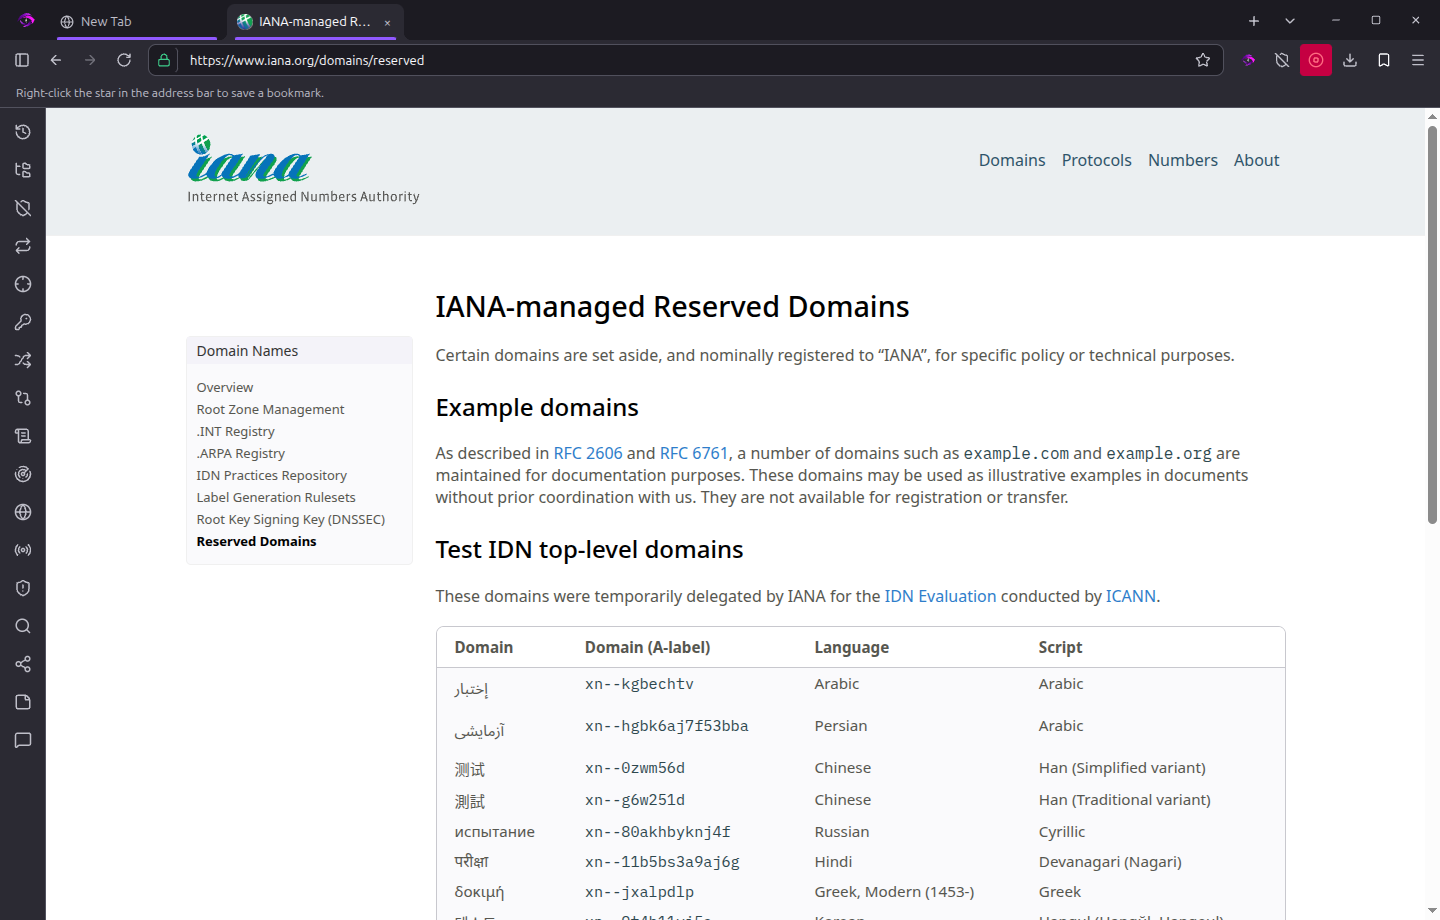 New Tab
IANA-managed R...
https://www.iana.org/domains/reserved
Right-click the star in the address bar to save a bookmark.
iana
Internet Assigned Numbers Authority
Domains Protocols Numbers About
IANA-managed Reserved Domains
Domain Names
Overview
Root Zone Management
.INT Registry
.ARPA Registry
IDN Practices Repository
Label Generation Rulesets
Root Key Signing Key (DNSSEC)
Reserved Domains
Certain domains are set aside, and nominally registered to “IANA”, for specific policy or technical purposes.
Example domains
As described in RFC 2606 and RFC 6761, a number of domains such as example.com and example.org are
maintained for documentation purposes. These domains may be used as illustrative examples in documents
without prior coordination with us. They are not available for registration or transfer.
Test IDN top-level domains
These domains were temporarily delegated by IANA for the IDN Evaluation conducted by ICANN.
Domain Domain (A-label) Language Script
إختبار xn--kgbechtv Arabic Arabic
آزمایشی xn--hgbk6aj7f53bba Persian Arabic
测试 xn--0zwm56d Chinese Han (Simplified variant)
測試 xn--g6w251d Chinese Han (Traditional variant)
испытание xn--80akhbyknj4f Russian Cyrillic
परीक्षा xn--11b5bs3a9aj6g Hindi Devanagari (Nagari)
δοκιμή xn--jxalpdlp Greek, Modern (1453-) Greek